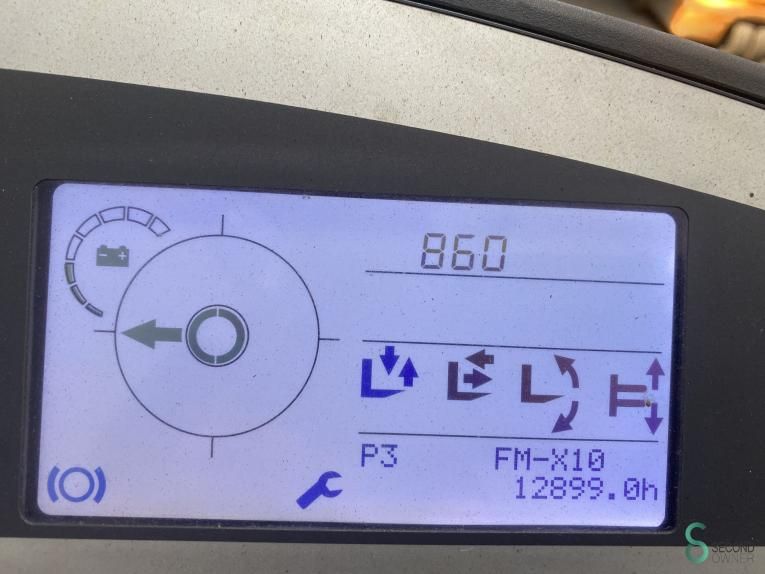 860
P3
FM-X10
12899.0h
SECOND
OWNER